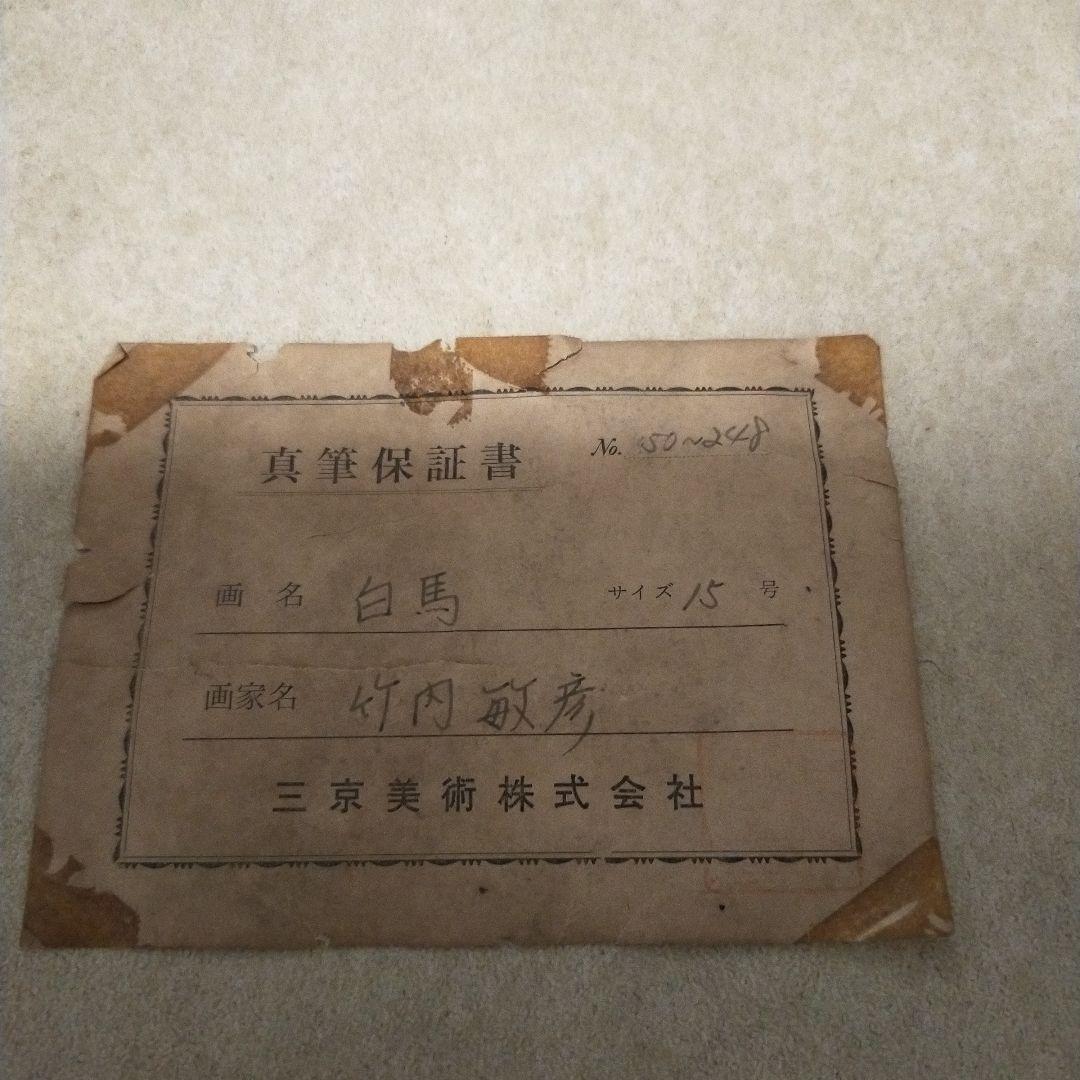 真筆保証書
No. 50~248
画名 白馬 サイズ 15 号
画家名 竹内敏彦
三京美術株式会社